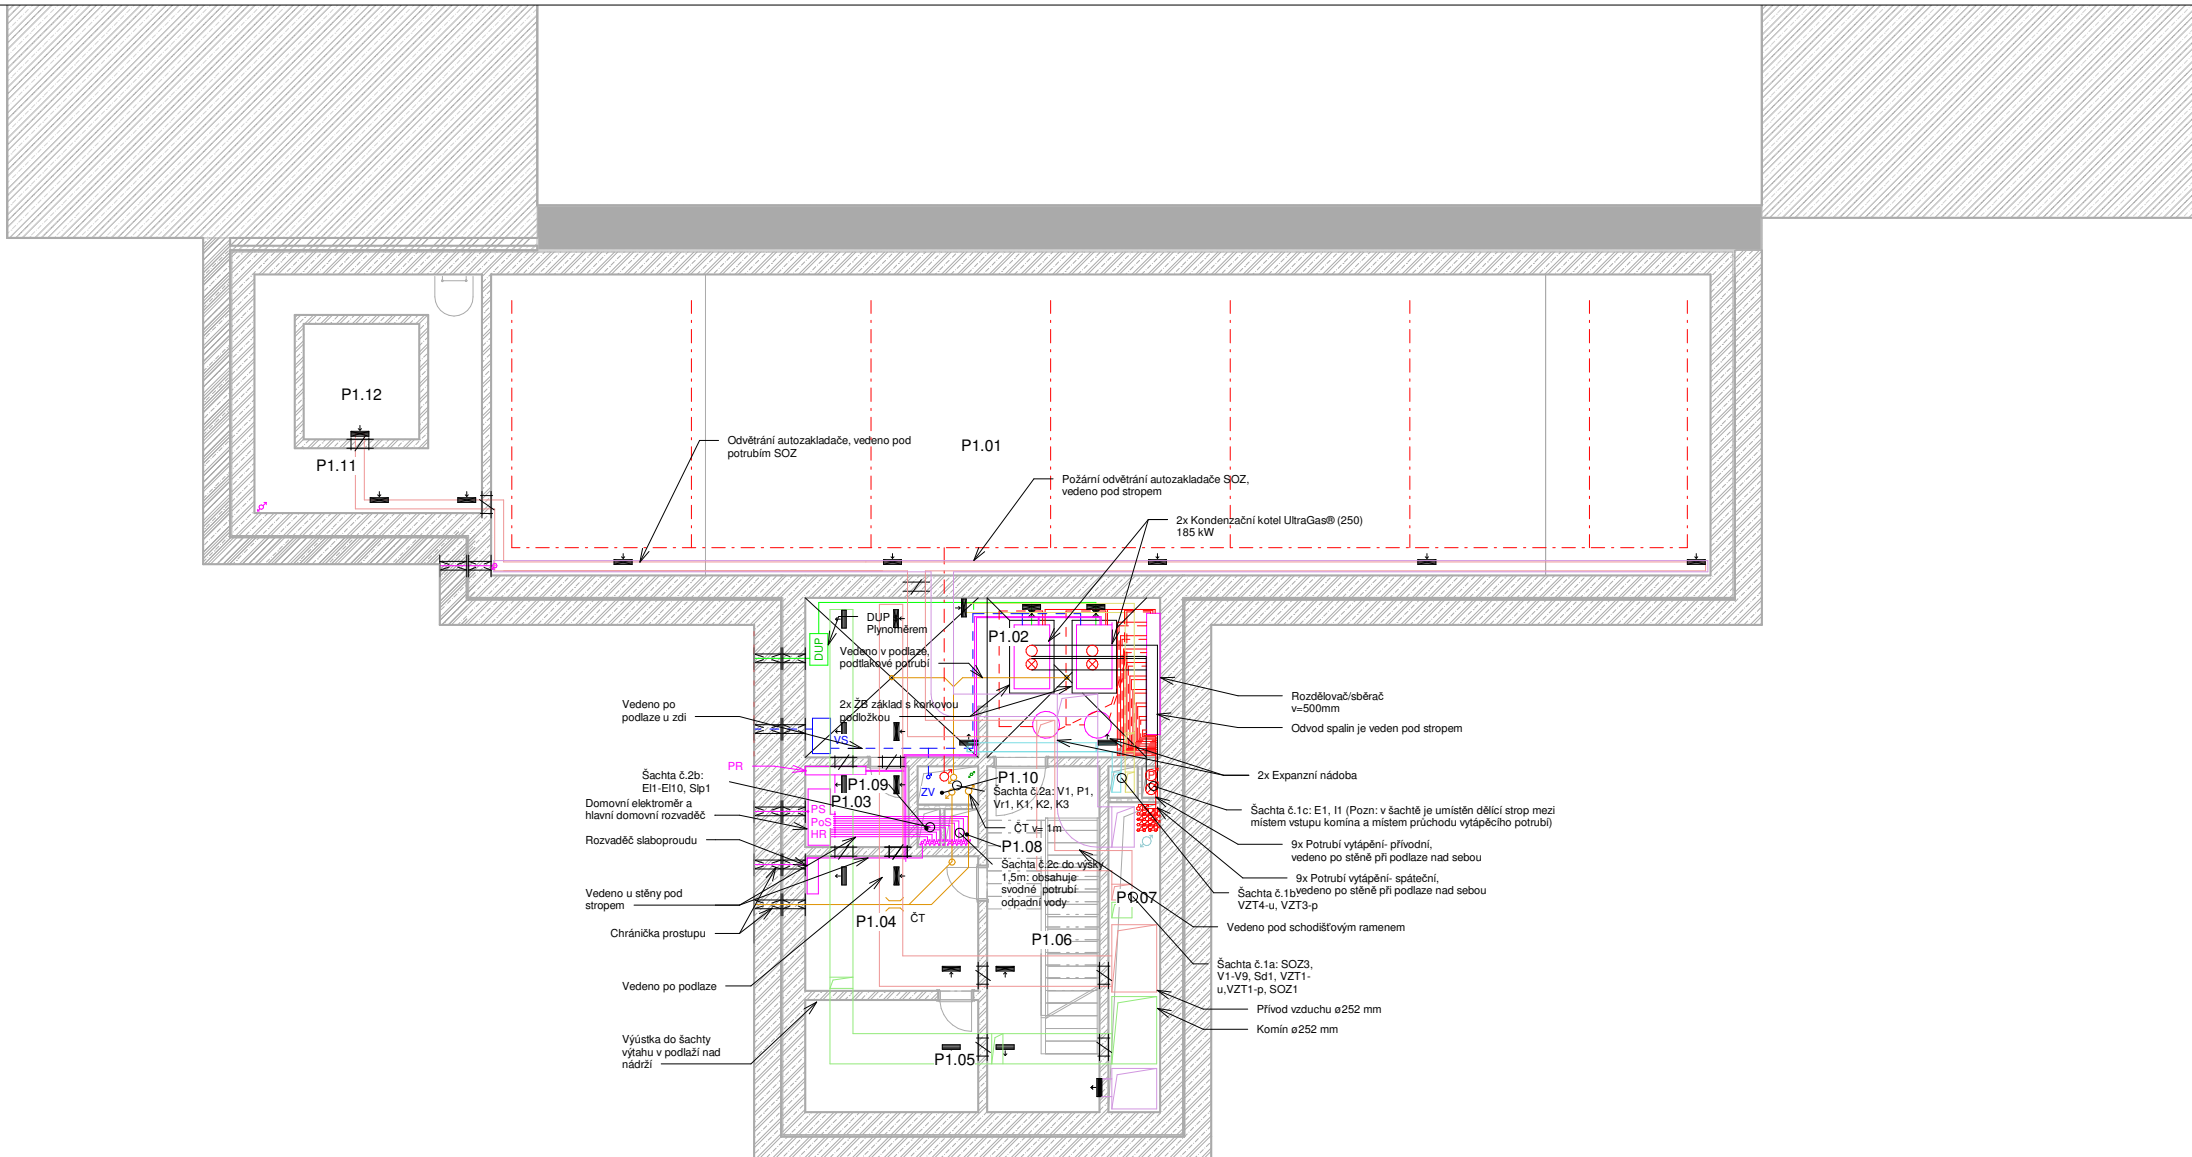 P1.12
P1.11
Odvětrání autozakladače, vedeno pod
potrubím SOZ
P1.01
Požární odvětrání autozakladače SOZ,
vedeno pod stropem
2x Kondenzační kotel UltraGas® (250)
185 kW
DUP
Plynoměrem
DUP
P1.02
Vedeno v podlaze,
podtlakové potrubí
2x ŽB základ s korkovou
podložkou
Vedeno po
podlaze u zdi
VS
PR
Šachta č.2b:
El1-El10, Slp1
Domovní elektroměr a
hlavní domovní rozvaděč
Rozvaděč slaboproudu
Vedeno u stěny pod
stropem
Chránička prostupu
Vedeno po podlaze
Výústka do šachty
výtahu v podlaží nad
nádrží
P1.09
P1.03
PS
PoS
HR
ZV
P1.10
Šachta č.2a: V1, P1,
Vr1, K1, K2, K3
ČT v= 1m
P1.08
Šachta č.2c do výšky
1,5m: obsahuje
svodné potrubí
odpadní vody
P1.04
ČT
P1.06
P1.05
P1.07
Rozdělovač/sběrač
v=500mm
Odvod spalin je veden pod stropem
2x Expanzní nádoba
Šachta č.1c: E1, I1 (Pozn: v šachtě je umístěn dělící strop mezi
místem vstupu komína a místem průchodu vytápěcího potrubí)
9x Potrubí vytápění- přívodní,
vedeno po stěně při podlaze nad sebou
9x Potrubí vytápění- spáteční,
vedeno po stěně při podlaze nad sebou
Šachta č.1b:
VZT4-u, VZT3-p
Vedeno pod schodišťovým ramenem
Šachta č.1a: SOZ3,
V1-V9, Sd1, VZT1-
u,VZT1-p, SOZ1
Přívod vzduchu ø252 mm
Komín ø252 mm